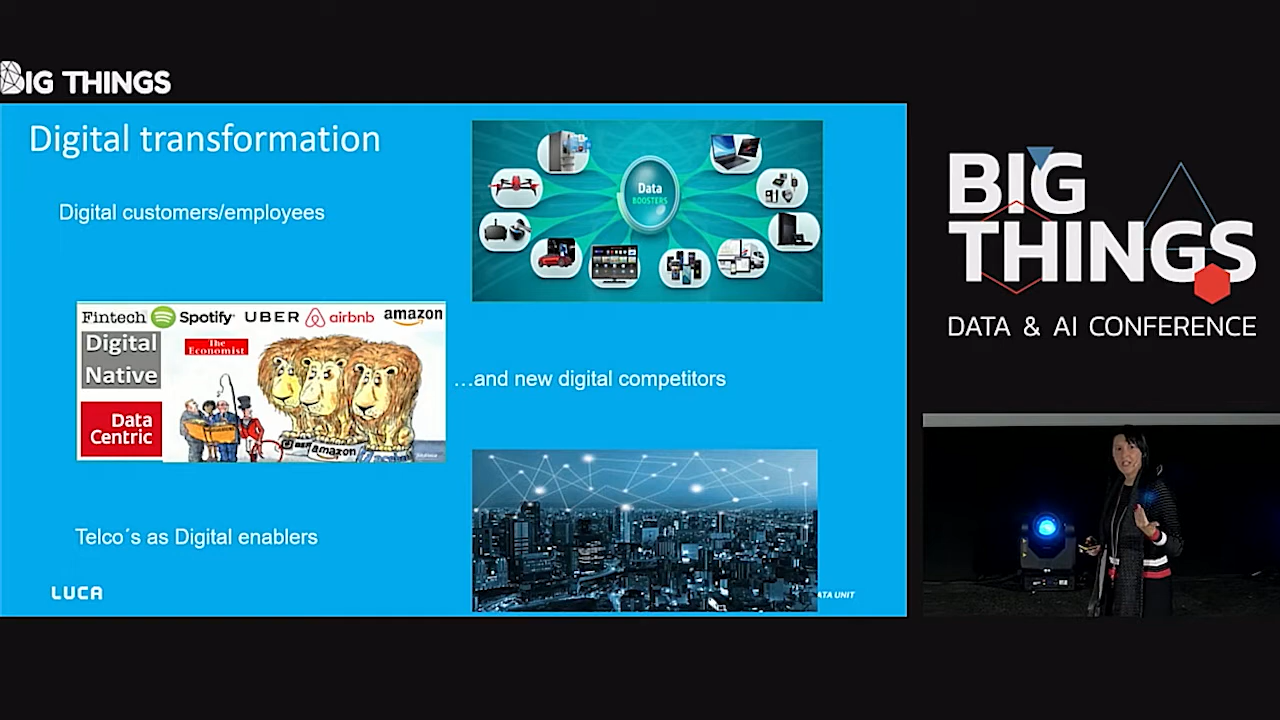 BIG THINGS
Digital transformation
Digital customers/employees
Data
BOOSTERS
Fintech Spotify UBER airbnb amazon
Digital
Native
The
Economist
Data
Centric
amazon
…and new digital competitors
Telco´s as Digital enablers
LUCA
ATA UNIT
BIG
THINGS
DATA & AI CONFERENCE